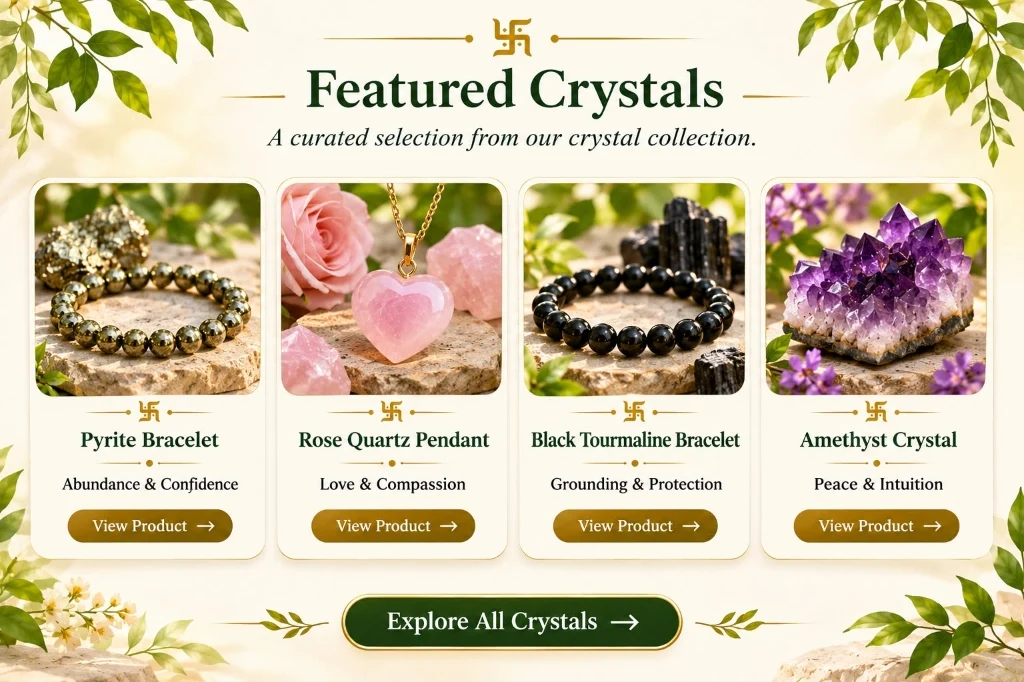 Featured Crystals
A curated selection from our crystal collection.
Pyrite Bracelet
Abundance & Confidence
View Product →
Rose Quartz Pendant
Love & Compassion
View Product →
Black Tourmaline Bracelet
Grounding & Protection
View Product →
Amethyst Crystal
Peace & Intuition
View Product →
Explore All Crystals →